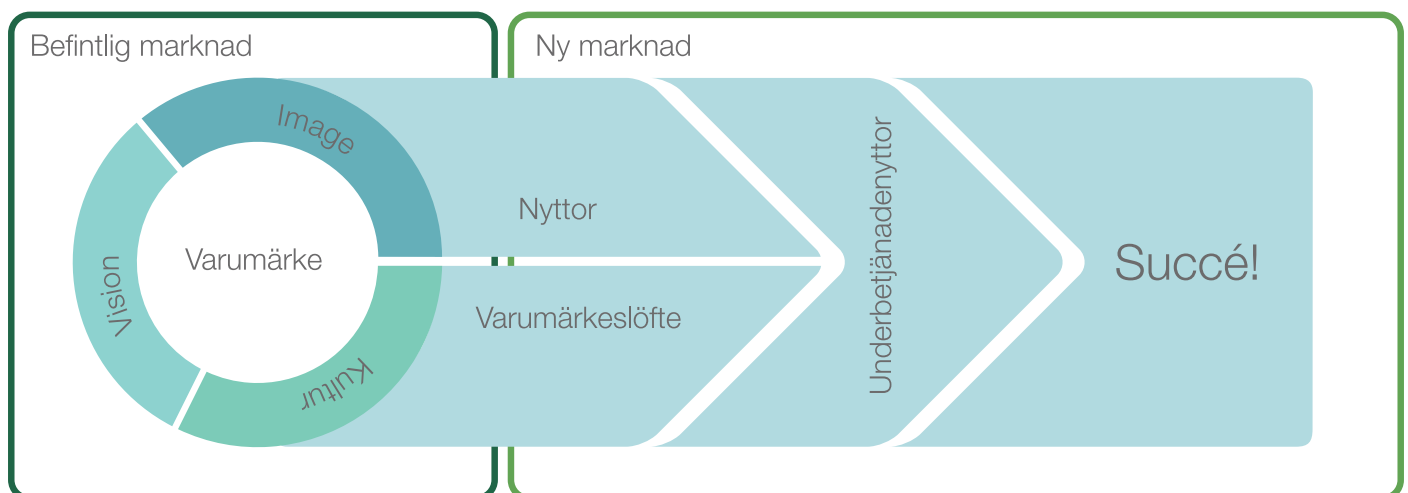 Befintlig marknad
Ny marknad
Image
Vision
Varumärke
Kultur
Nyttor
Varumärkeslöfte
Underbetjänadenyttor
Succé!